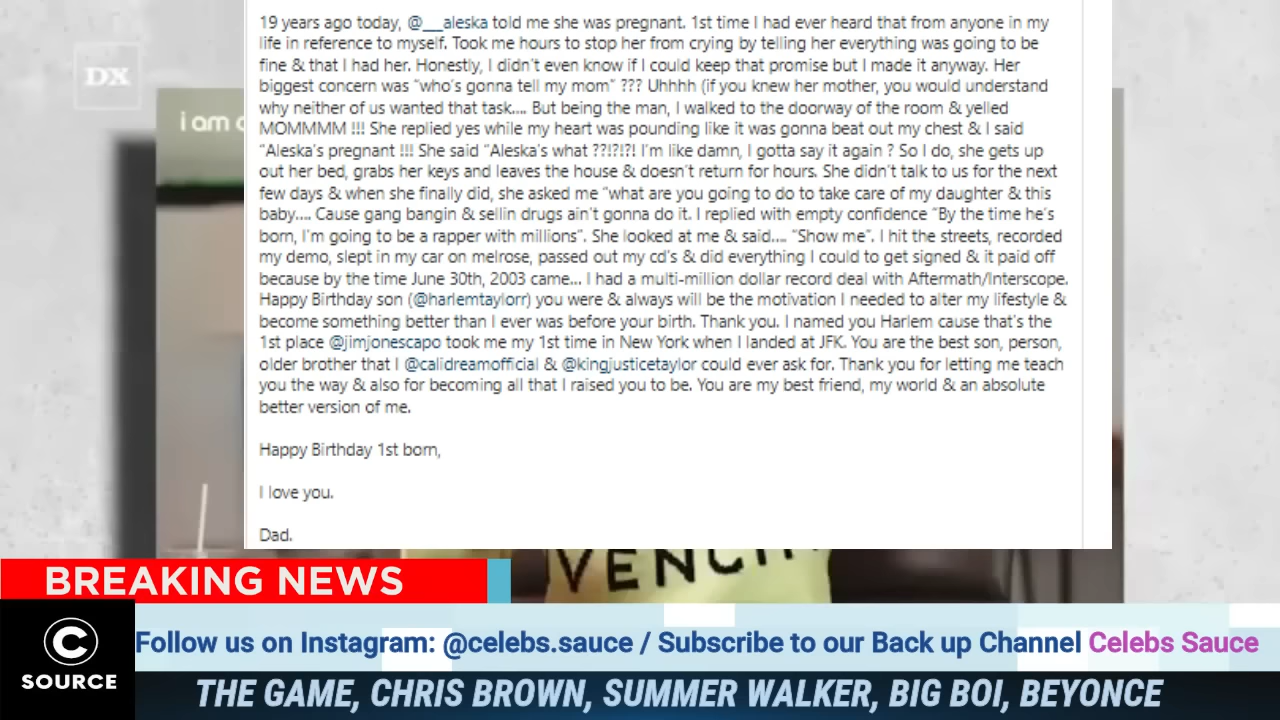 DX
i am
19 years ago today, @__aleska told me she was pregnant. 1st time I had ever heard that from anyone in my
life in reference to myself. Took me hours to stop her from crying by telling her everything was going to be
fine & that I had her. Honestly, I didn't even know if I could keep that promise but I made it anyway. Her
biggest concern was "who's gonna tell my mom" ??? Uhhhh (if you knew her mother, you would understand
why neither of us wanted that task.... But being the man, I walked to the doorway of the room & yelled
MOMMMM !!! She replied yes while my heart was pounding like it was gonna beat out my chest & I said
"Aleska's pregnant !!! She said "Aleska's what ??!?!?! I'm like damn, I gotta say it again ? So I do, she gets up
out her bed, grabs her keys and leaves the house & doesn't return for hours. She didn't talk to us for the next
few days & when she finally did, she asked me "what are you going to do to take care of my daughter & this
baby.... Cause gang bangin & sellin drugs ain't gonna do it. I replied with empty confidence "By the time he's
born, I'm going to be a rapper with millions". She looked at me & said.... "Show me". I hit the streets, recorded
my demo, slept in my car on melrose, passed out my cd's & did everything I could to get signed & it paid off
because by the time June 30th, 2003 came... I had a multi-million dollar record deal with Aftermath/Interscope.
Happy Birthday son (@harlemtaylorr) you were & always will be the motivation I needed to alter my lifestyle &
become something better than I ever was before your birth. Thank you. I named you Harlem cause that's the
1st place @jimjonescapo took me my 1st time in New York when I landed at JFK. You are the best son, person,
older brother that I @calidreamofficial & @kingjusticetaylor could ever ask for. Thank you for letting me teach
you the way & also for becoming all that I raised you to be. You are my best friend, my world & an absolute
better version of me.
Happy Birthday 1st born,
I love you.
Dad.
BREAKING NEWS
C
SOURCE
Follow us on Instagram: @celebs.sauce / Subscribe to our Back up Channel Celebs Sauce
THE GAME, CHRIS BROWN, SUMMER WALKER, BIG BOI, BEYONCE